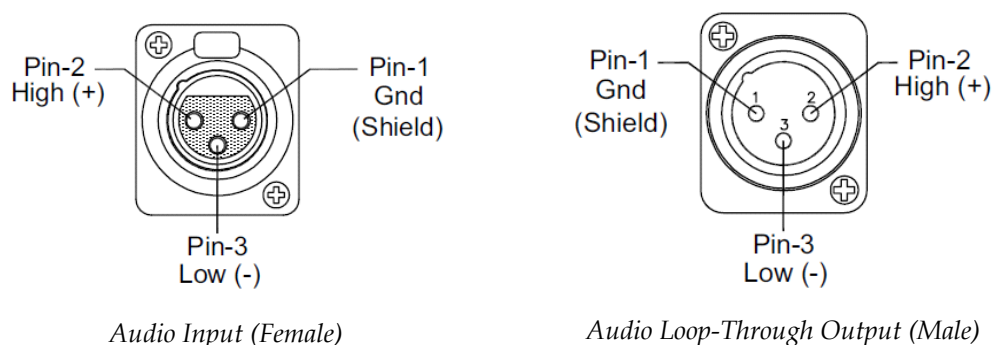 Pin-2
High (+)
Pin-1
Gnd
(Shield)
Pin-3
Low (-)
Audio Input (Female)
Pin-1
Gnd
(Shield)
Pin-2
High (+)
1
2
3
Pin-3
Low (-)
Audio Loop-Through Output (Male)